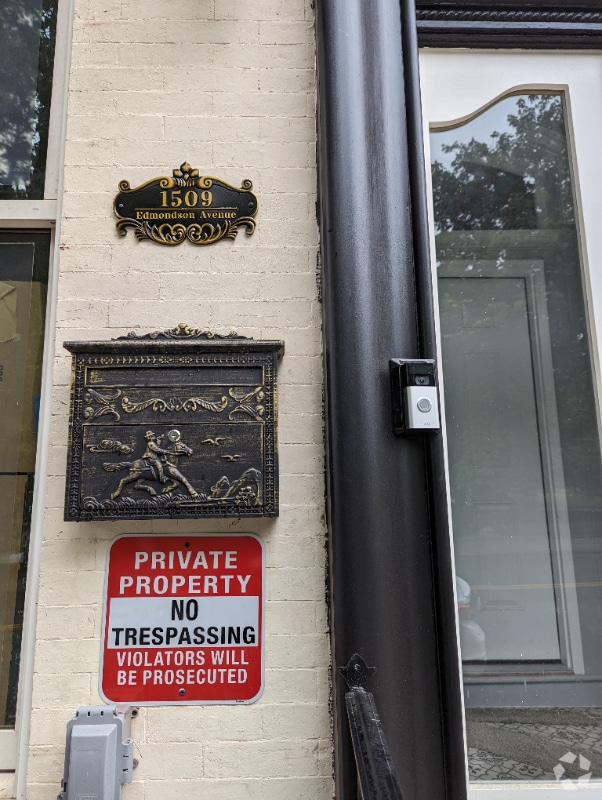 1509
Edmondson Avenue
PRIVATE
PROPERTY
NO
TRESPASSING
VIOLATORS WILL
BE PROSECUTED